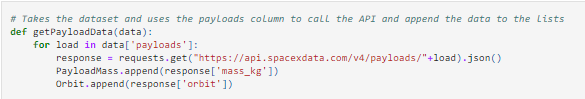 # Takes the dataset and uses the payloads column to call the API and append the data to the lists
def getPayloadData(data):
    for load in data['payloads']:
        response = requests.get("https://api.spacexdata.com/v4/payloads/"+load).json()
        PayloadMass.append(response['mass_kg'])
        Orbit.append(response['orbit'])